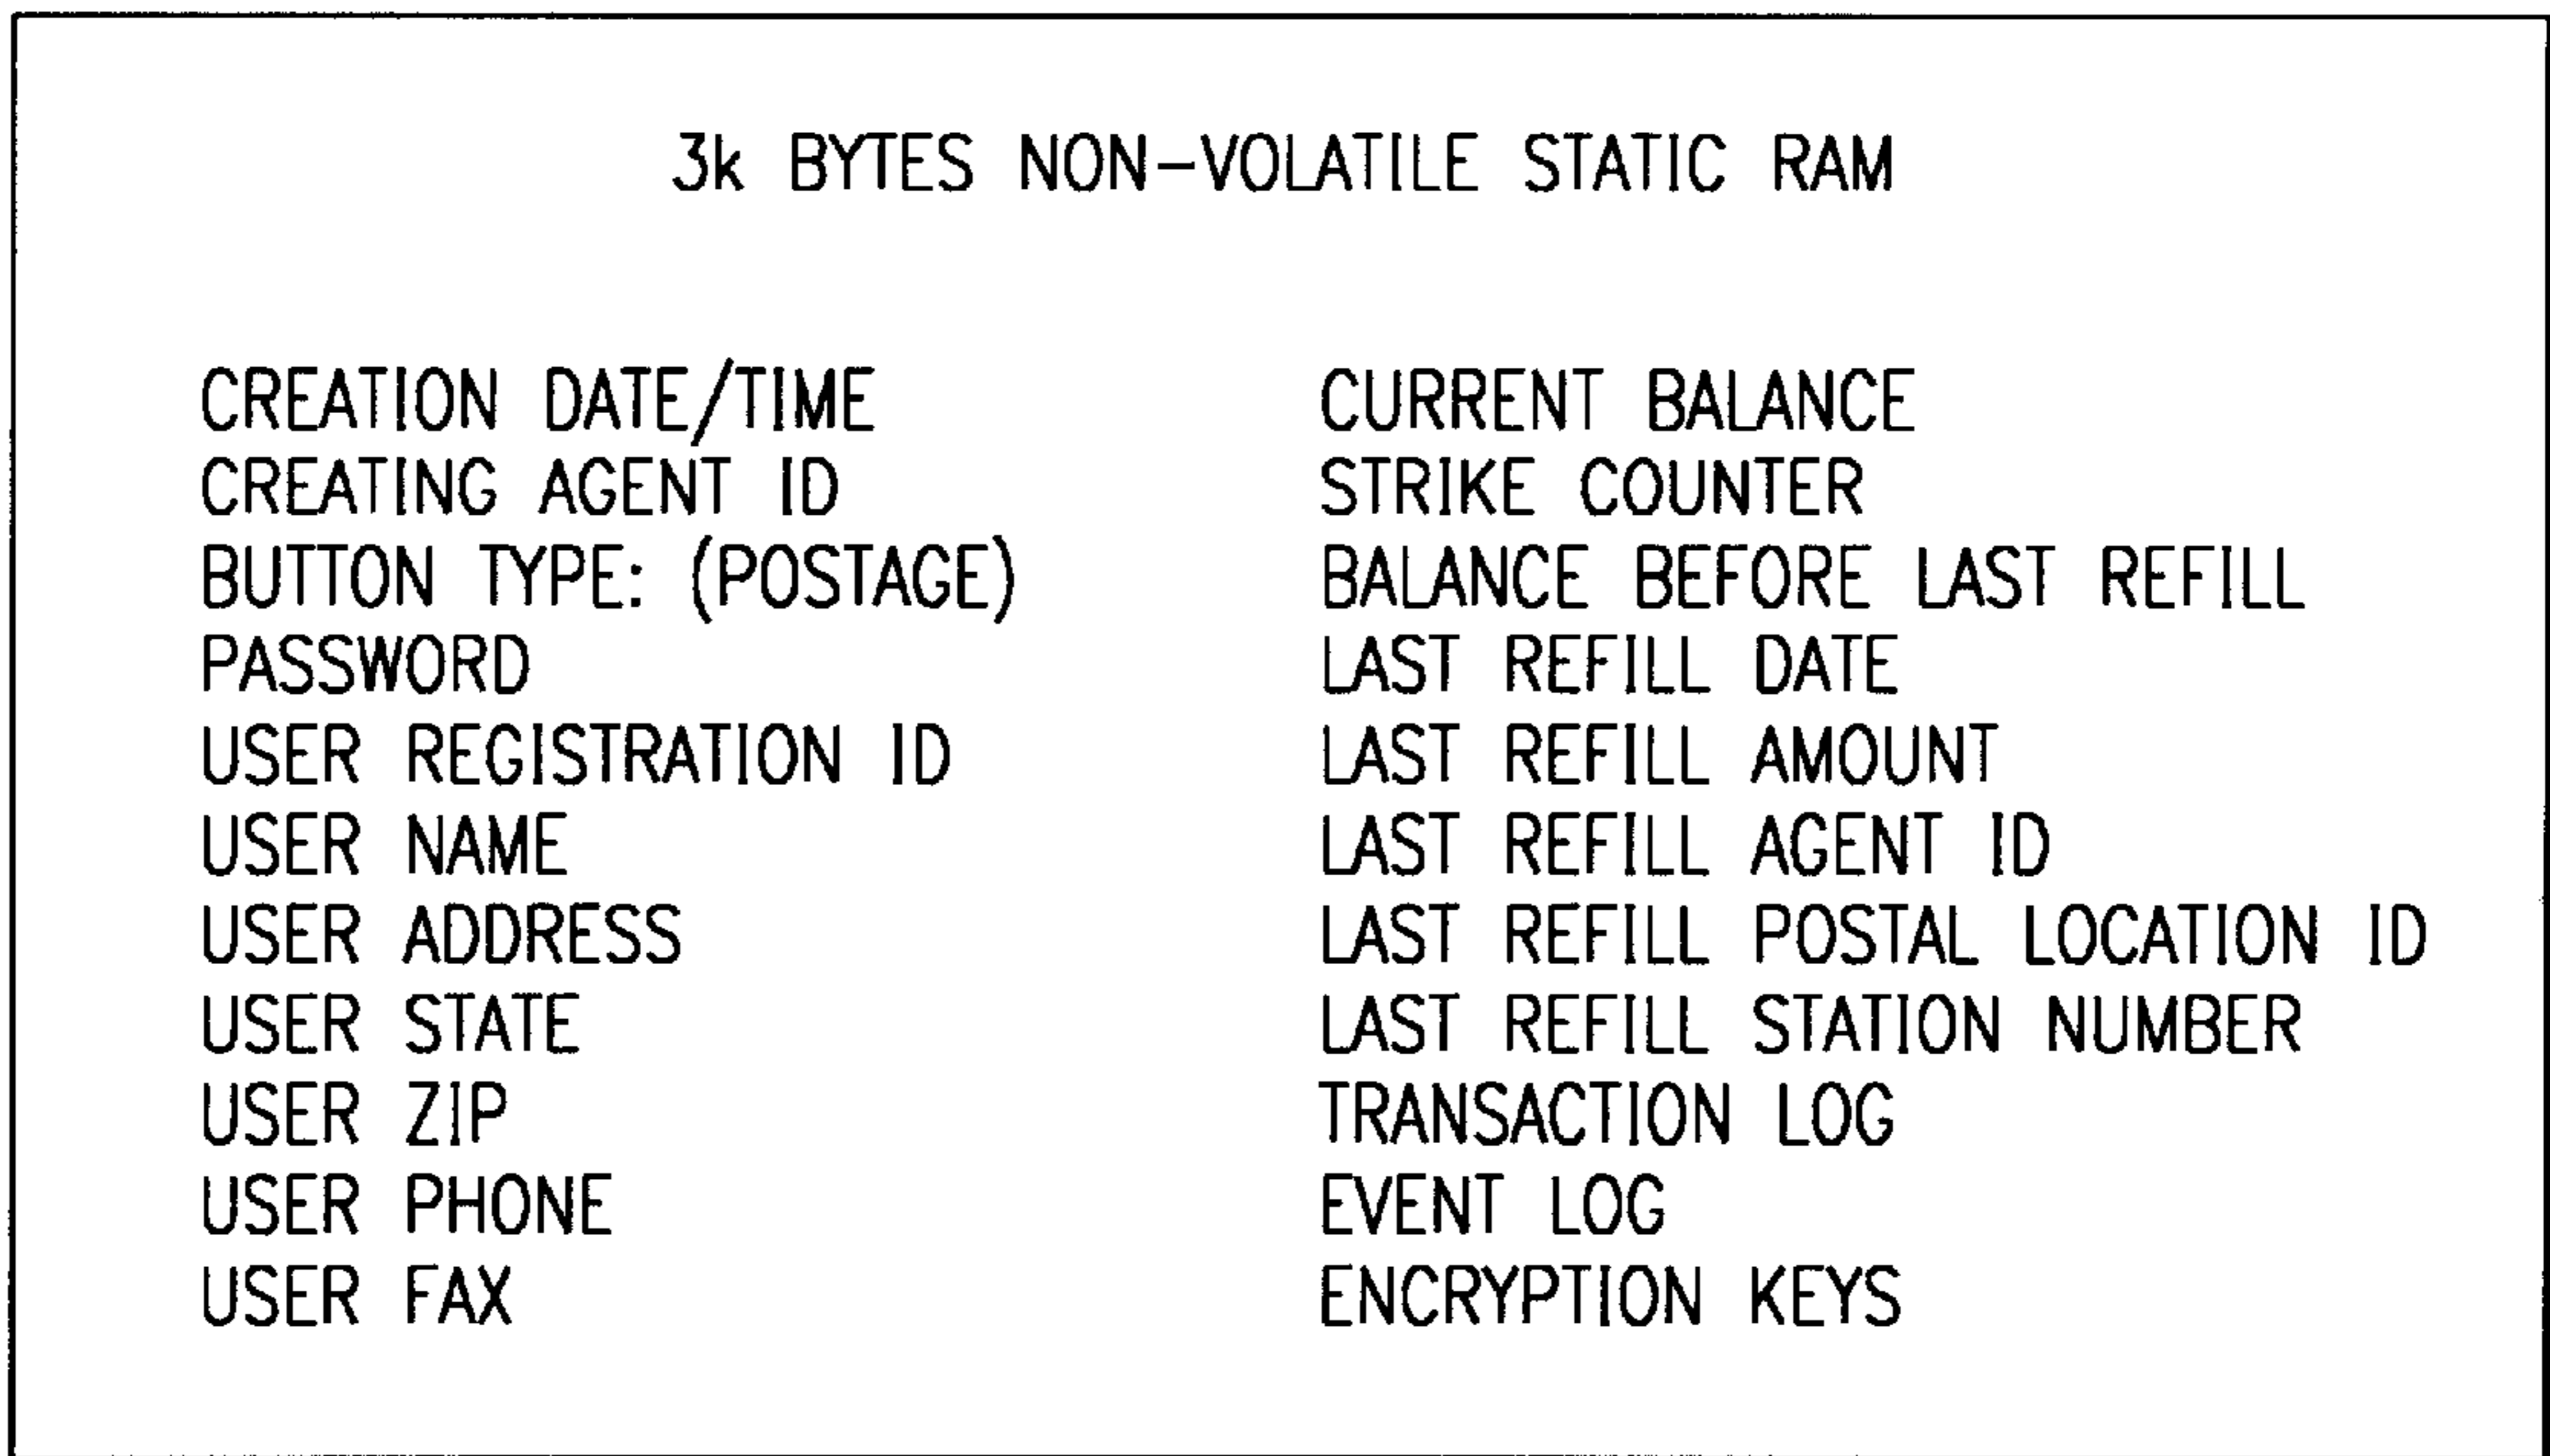 3k BYTES NON-VOLATILE STATIC RAM
CREATION DATE/TIME
CREATING AGENT ID
BUTTON TYPE: (POSTAGE)
PASSWORD
USER REGISTRATION ID
USER NAME
USER ADDRESS
USER STATE
USER ZIP
USER PHONE
USER FAX
CURRENT BALANCE
STRIKE COUNTER
BALANCE BEFORE LAST REFILL
LAST REFILL DATE
LAST REFILL AMOUNT
LAST REFILL AGENT ID
LAST REFILL POSTAL LOCATION ID
LAST REFILL STATION NUMBER
TRANSACTION LOG
EVENT LOG
ENCRYPTION KEYS